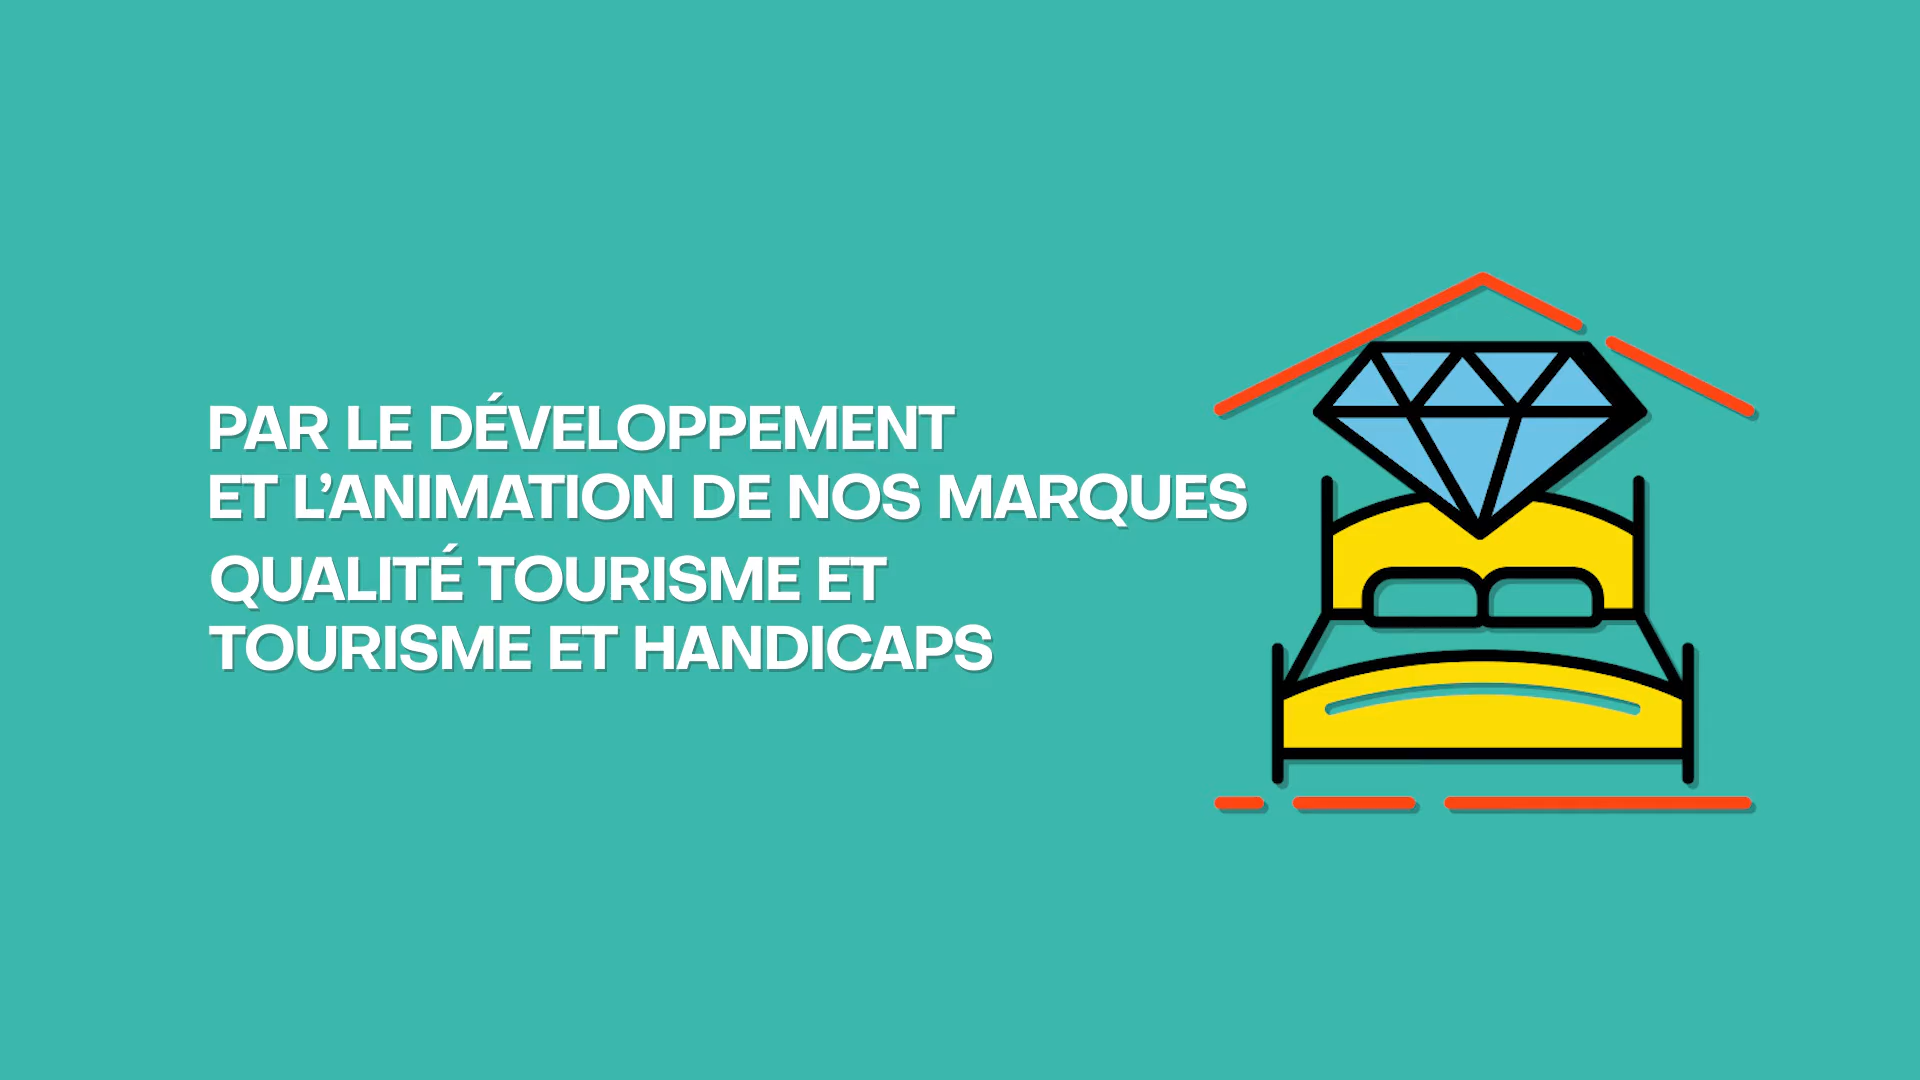 PAR LE DÉVELOPPEMENT
ET L’ANIMATION DE NOS MARQUES
QUALITÉ TOURISME ET
TOURISME ET HANDICAPS